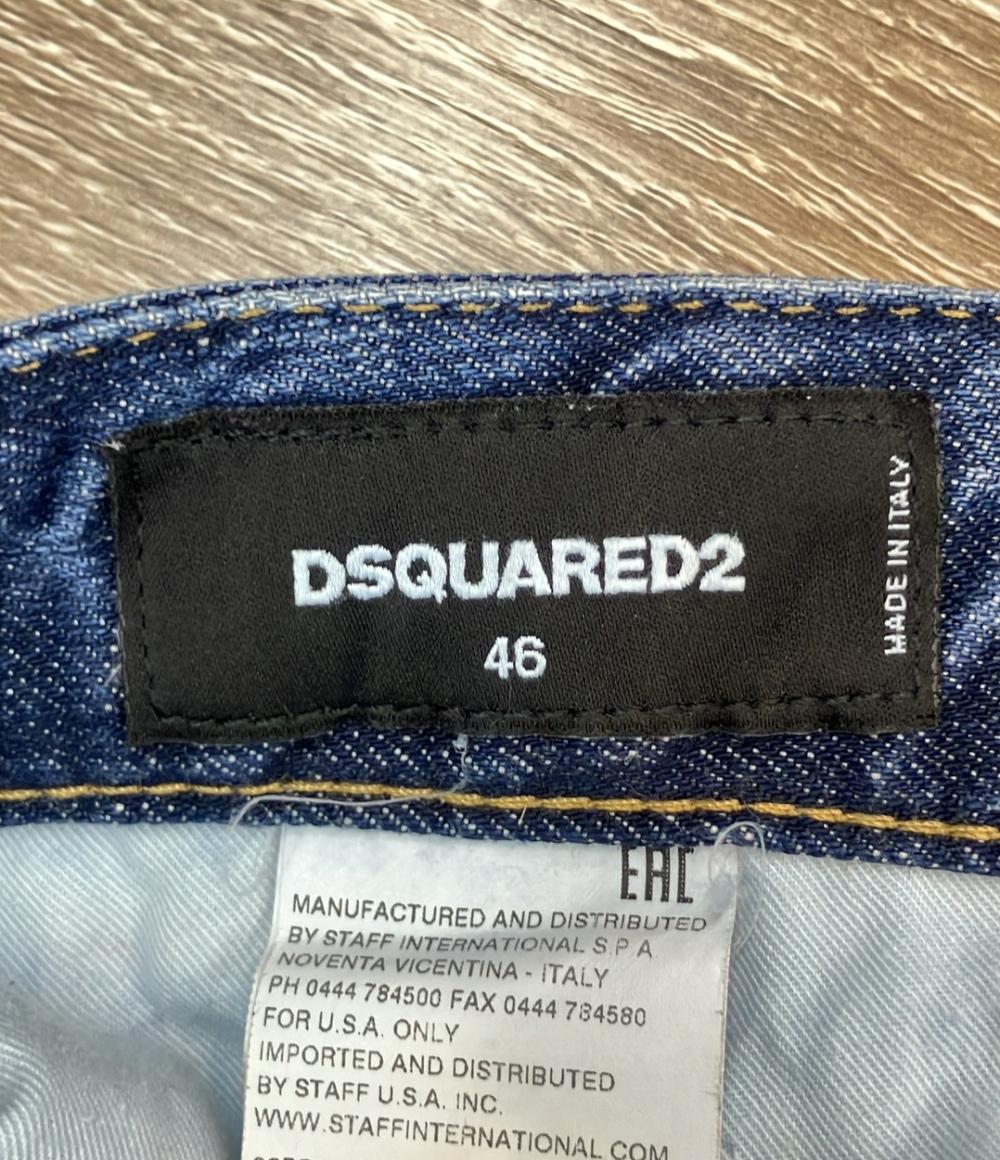 DSQUARED2
46
MADE IN ITALY
EAC
MANUFACTURED AND DISTRIBUTED
BY STAFF INTERNATIONAL S.P.A.
NOVENTA VICENTINA - ITALY
PH 0444 784500 FAX 0444 784580
FOR U.S.A. ONLY
IMPORTED AND DISTRIBUTED
BY STAFF U.S.A. INC.
WWW.STAFFINTERNATIONAL.COM